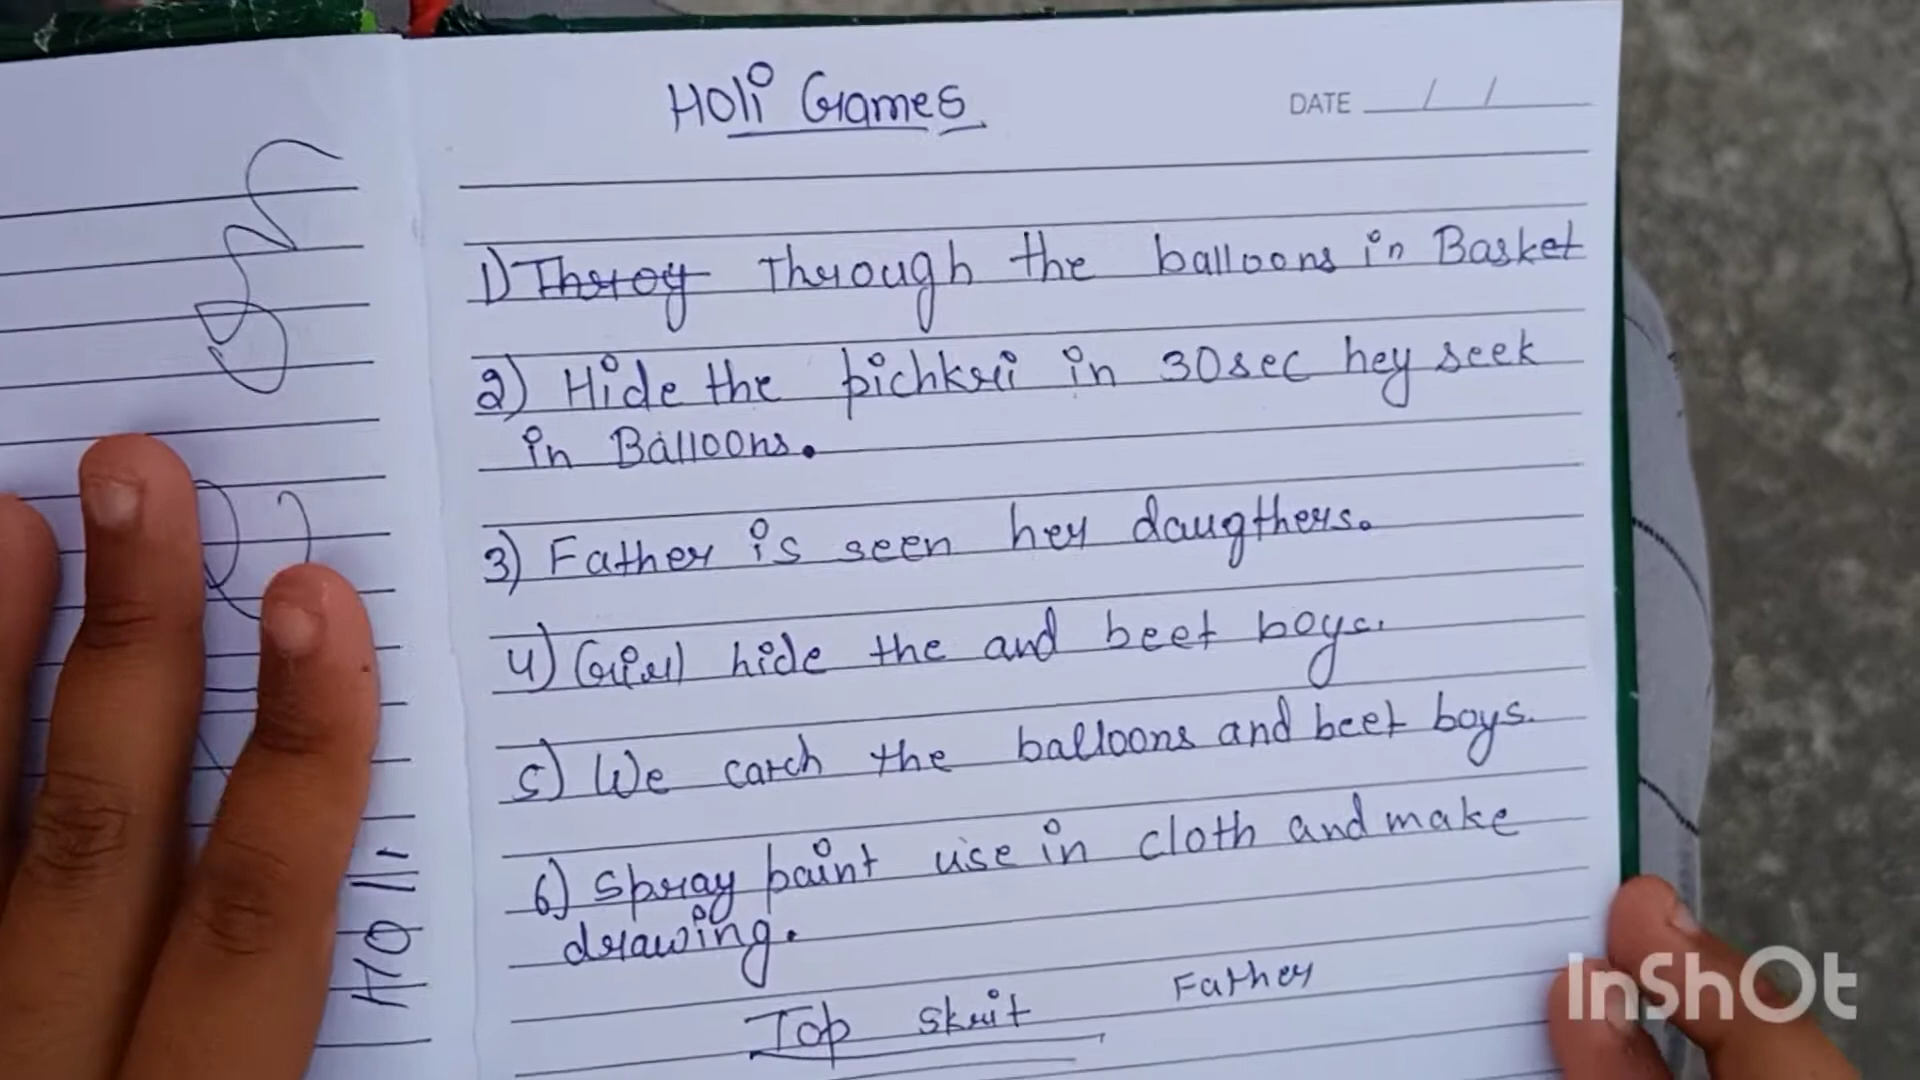 Holi Games
DATE / /
1) Throy Through the balloons in Basket
2) Hide the pichkri in 30sec her seek
in Balloons.
3) Father is seen her daugthers.
4) Girl hide the and beet boys.
5) We catch the balloons and beet boys.
6) spray paint use in cloth and make
drawing.
Father
Top Skrit
Holi
InShOt